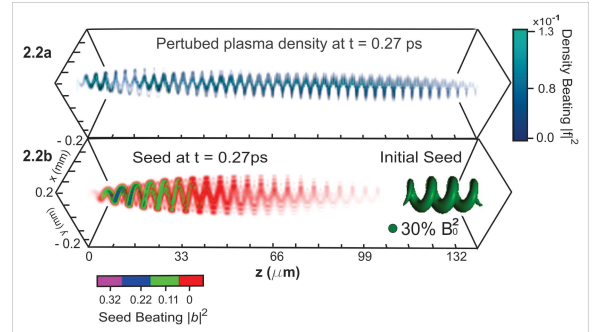 2.2a
Pertubed plasma density at t = 0.27 ps
x10⁻¹
1.3
0.8
0.0
Density Beating |f|²
2.2b
Seed at t = 0.27ps
Initial Seed
30% B₀²
- 0.2
x (mm)
0.2
y (mm)
- 0.2
0 33 66 99 132
z (μm)
0.32 0.22 0.11 0
Seed Beating |b|²